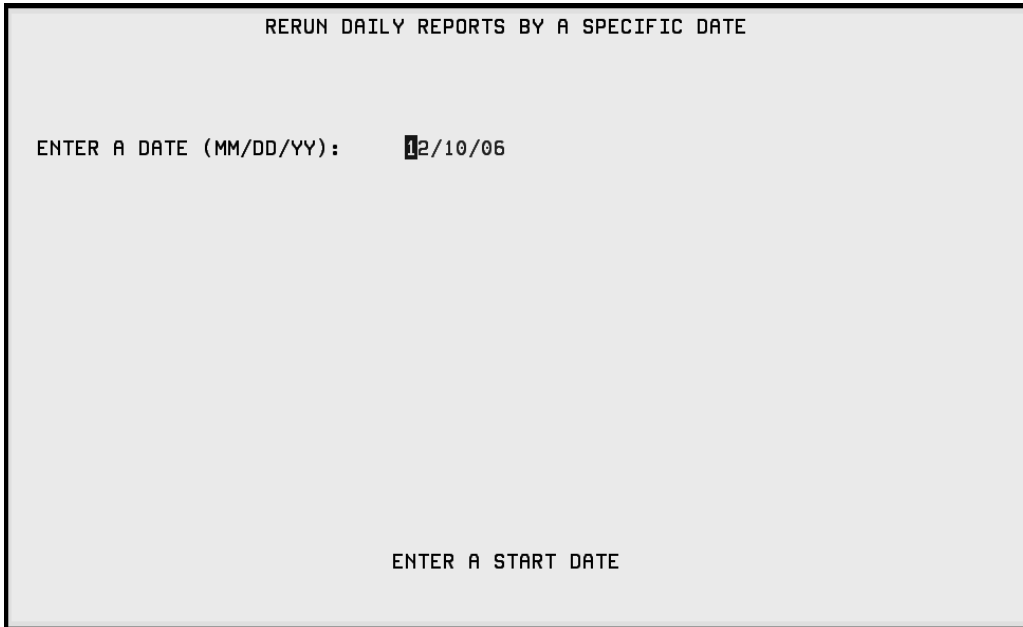 RERUN DAILY REPORTS BY A SPECIFIC DATE
ENTER A DATE (MM/DD/YY): 12/10/06
ENTER A START DATE